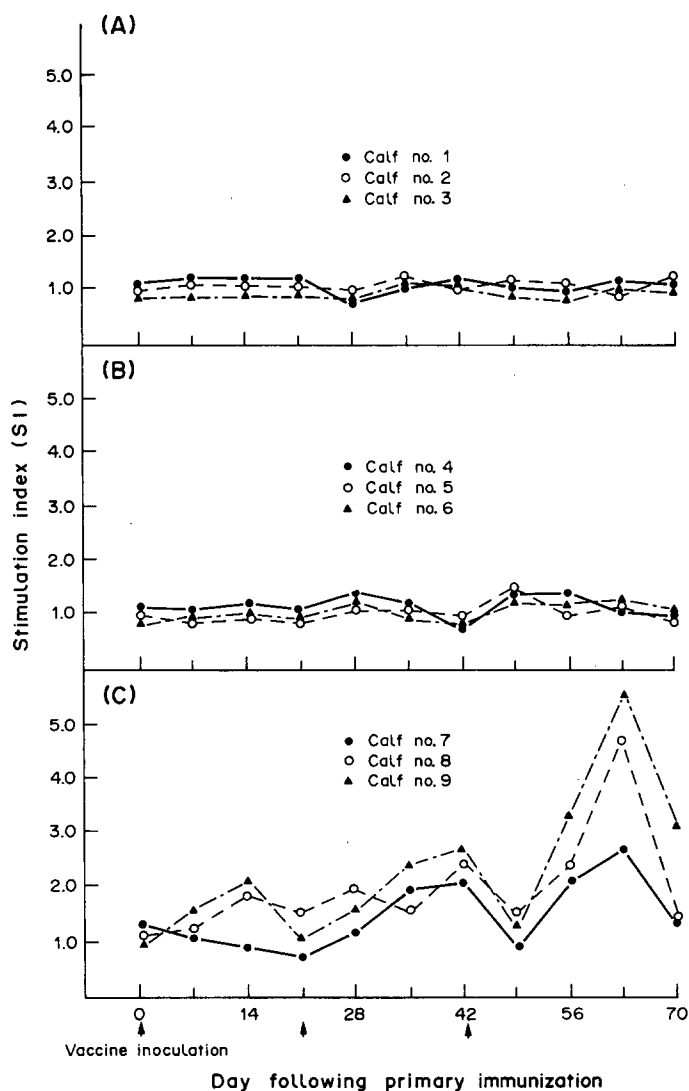 (A)
5.0
4.0
3.0
2.0
1.0
Calf no. 1
Calf no. 2
Calf no. 3
(B)
5.0
4.0
3.0
2.0
1.0
Calf no. 4
Calf no. 5
Calf no. 6
Stimulation index (SI)
(C)
5.0
4.0
3.0
2.0
1.0
Calf no. 7
Calf no. 8
Calf no. 9
0 14 28 42 56 70
Vaccine inoculation
Day following primary immunization